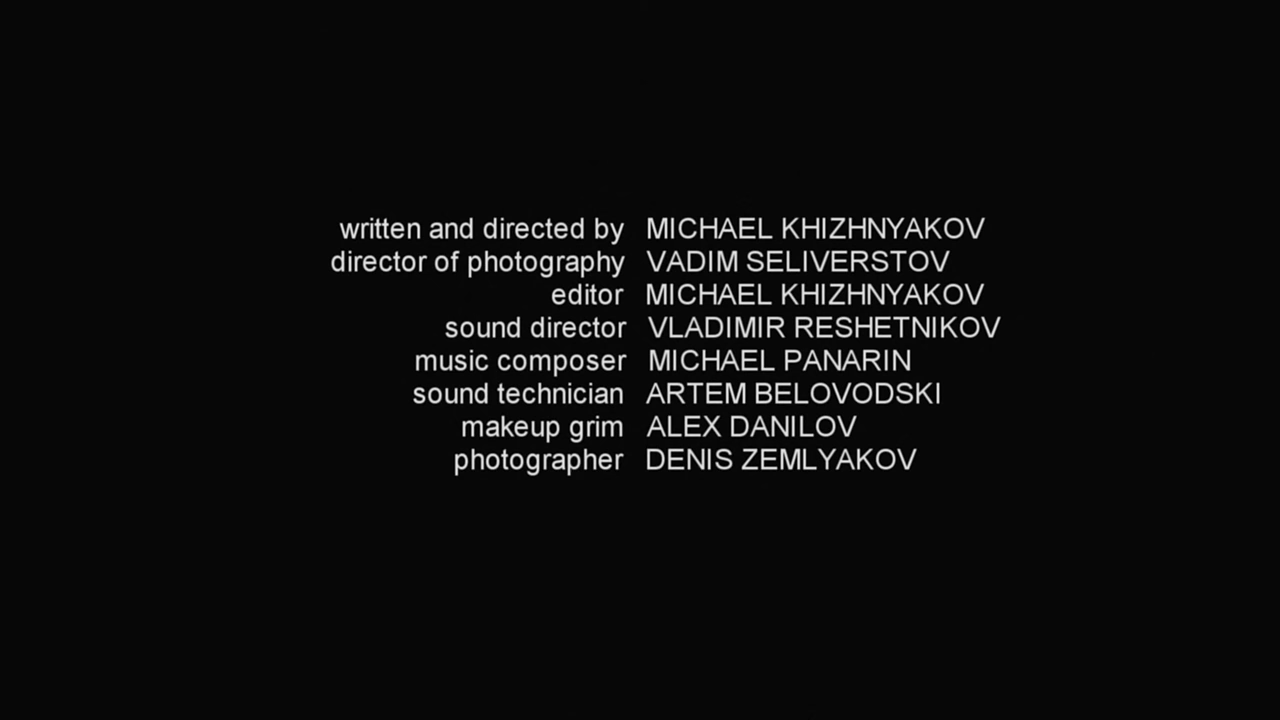 written and directed by MICHAEL KHIZHNYAKOV
director of photography VADIM SELIVERSTOV
editor MICHAEL KHIZHNYAKOV
sound director VLADIMIR RESHETNIKOV
music composer MICHAEL PANARIN
sound technician ARTEM BELOVODSKI
makeup grim ALEX DANILOV
photographer DENIS ZEMLYAKOV